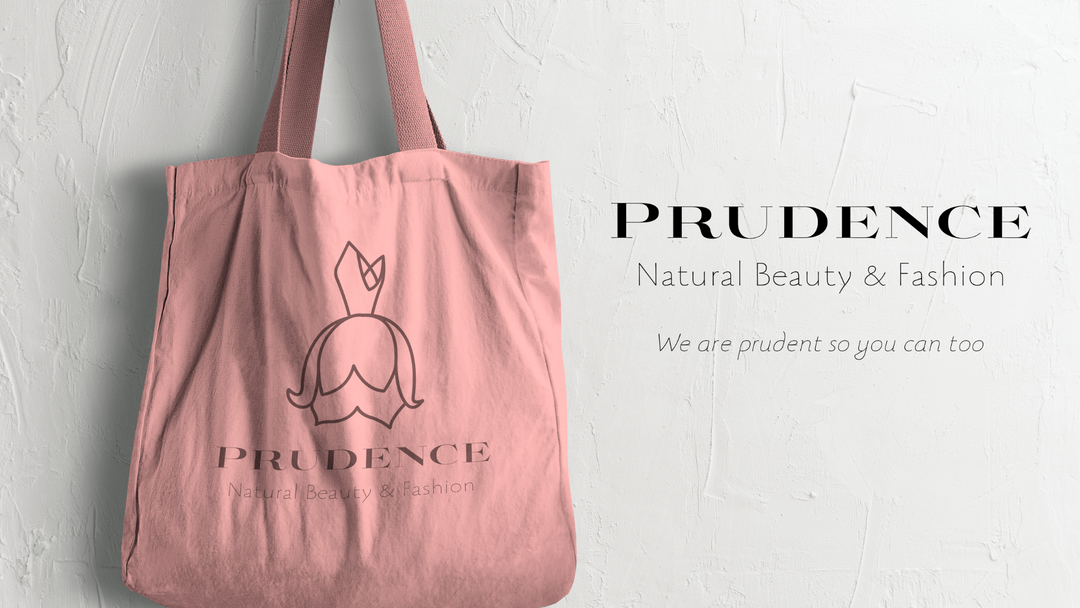 PRUDENCE
Natural Beauty & Fashion
PRUDENCE
Natural Beauty & Fashion
We are prudent so you can too